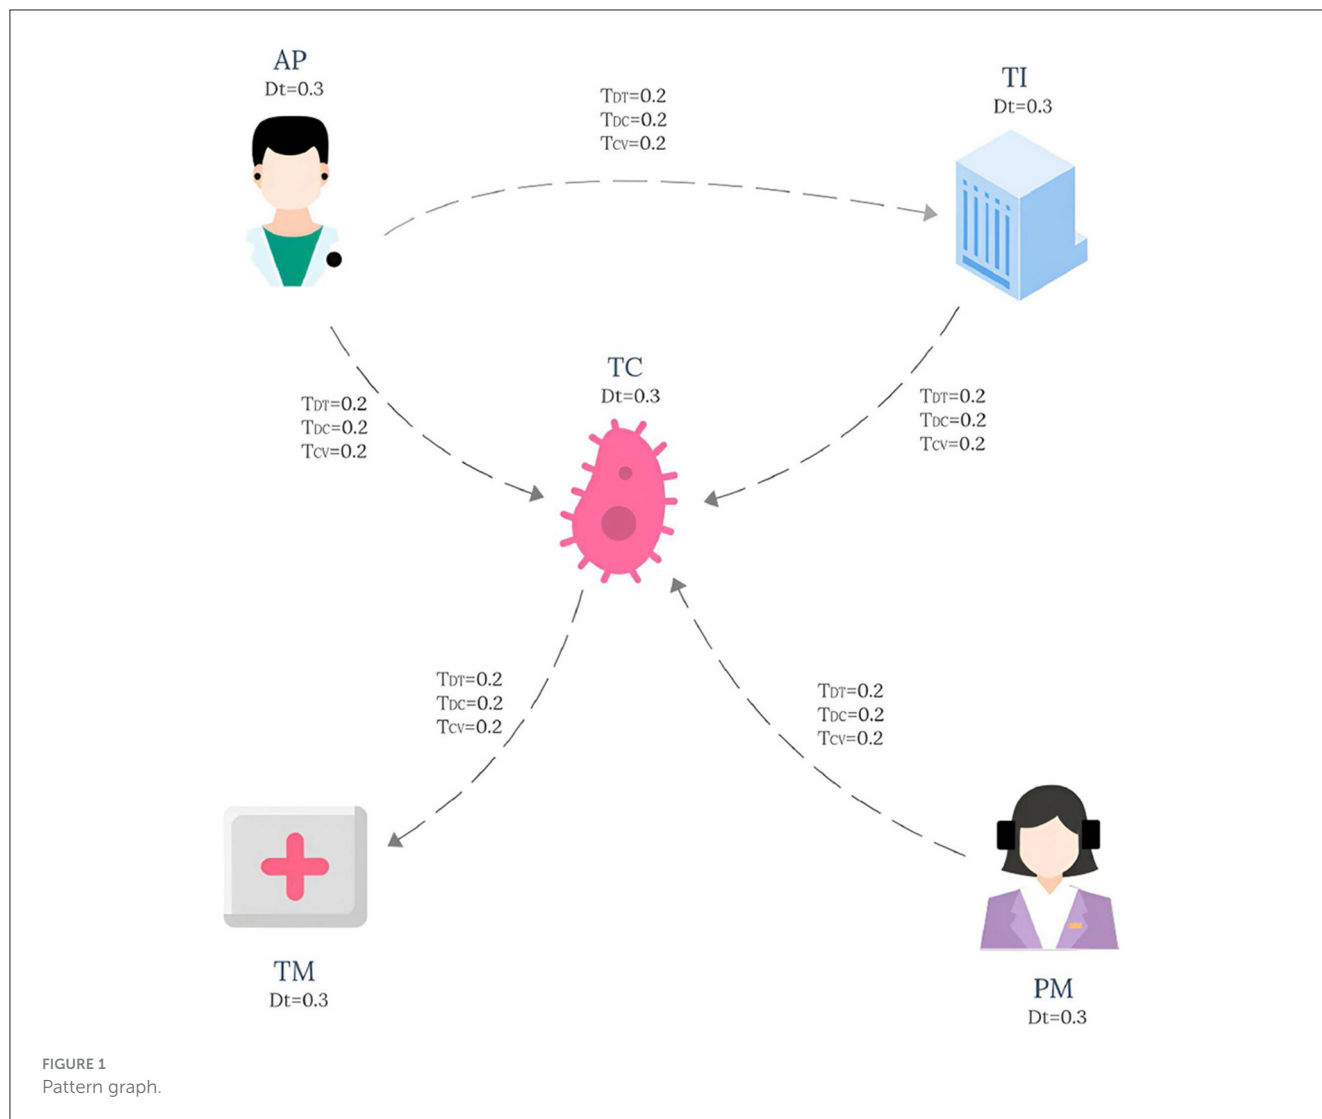 AP
Dt=0.3
TDT=0.2
TDC=0.2
TCV=0.2
TI
Dt=0.3
TC
Dt=0.3
TDT=0.2
TDC=0.2
TCV=0.2
TDT=0.2
TDC=0.2
TCV=0.2
TDT=0.2
TDC=0.2
TCV=0.2
TDT=0.2
TDC=0.2
TCV=0.2
TM
Dt=0.3
PM
Dt=0.3
FIGURE 1
Pattern graph.